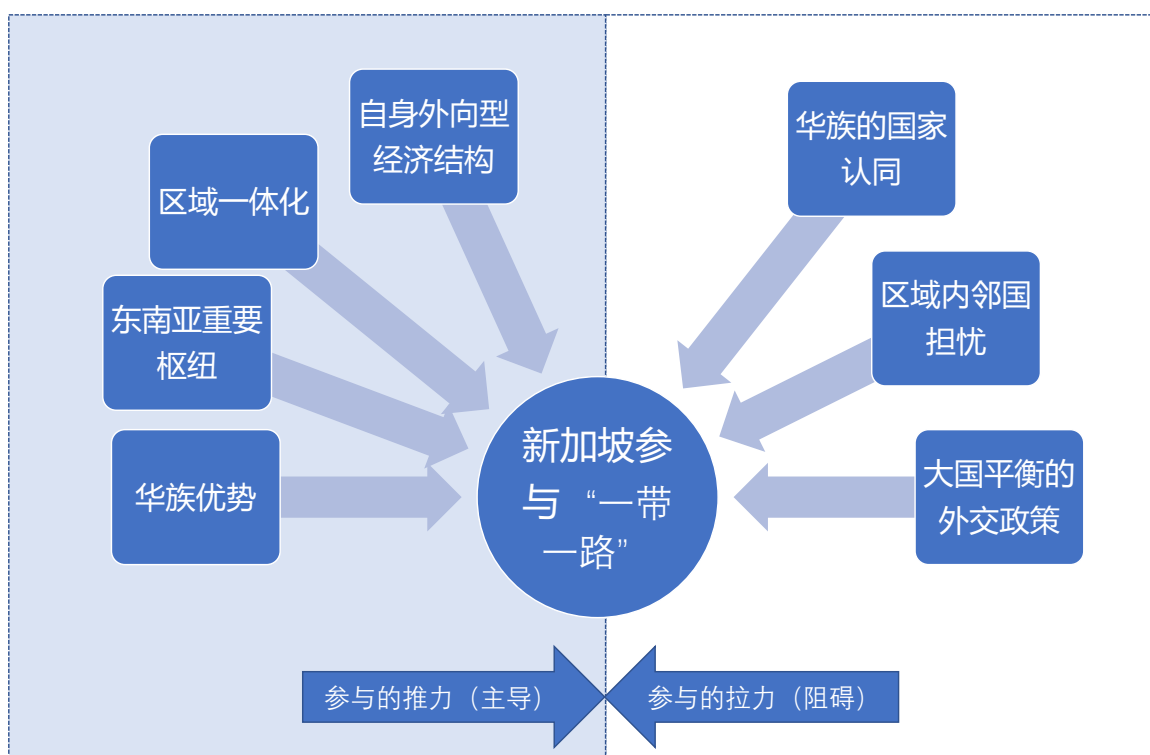 自身外向型
经济结构
区域一体化
东南亚重要
枢纽
华族优势
华族的国家
认同
区域内邻国
担忧
大国平衡的
外交政策
新加坡参
与“一带
一路”
参与的推力（主导）
参与的拉力（阻碍）